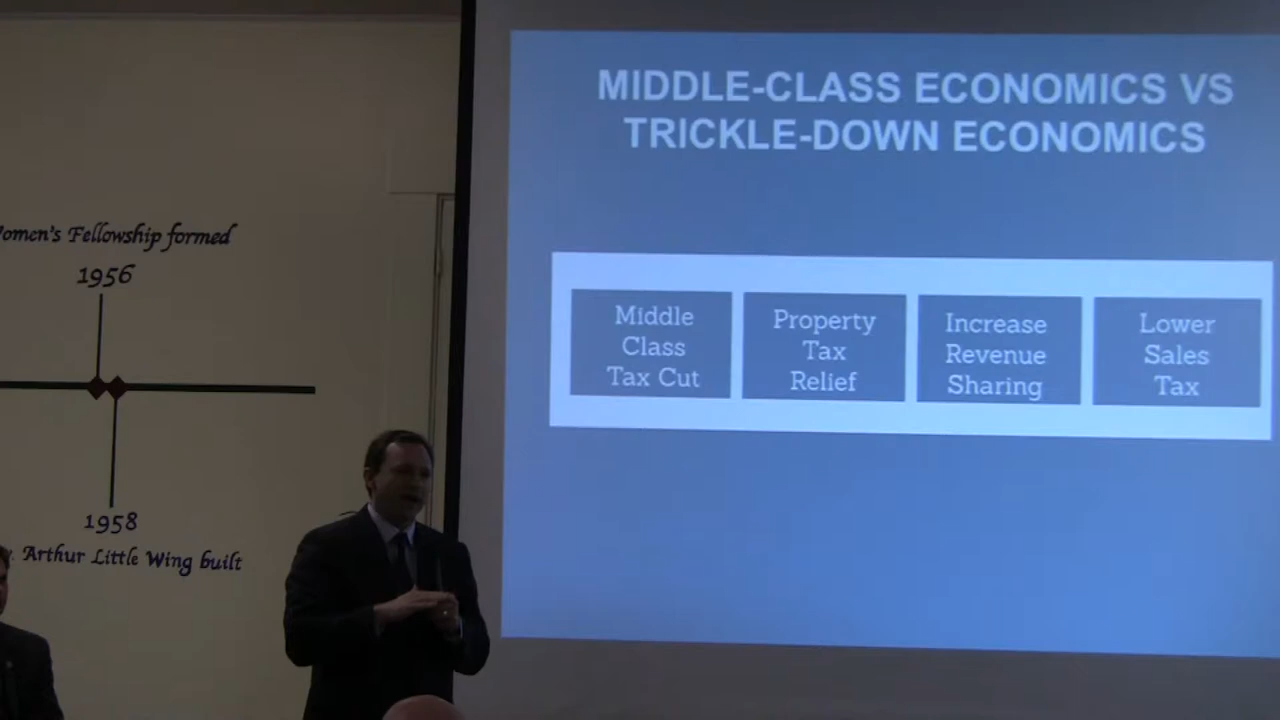 Fellowship formed
1956
1958
Arthur Little Wing built
MIDDLE-CLASS ECONOMICS VS
TRICKLE-DOWN ECONOMICS
Middle
Class
Tax Cut
Property
Tax
Relief
Increase
Revenue
Sharing
Lower
Sales
Tax